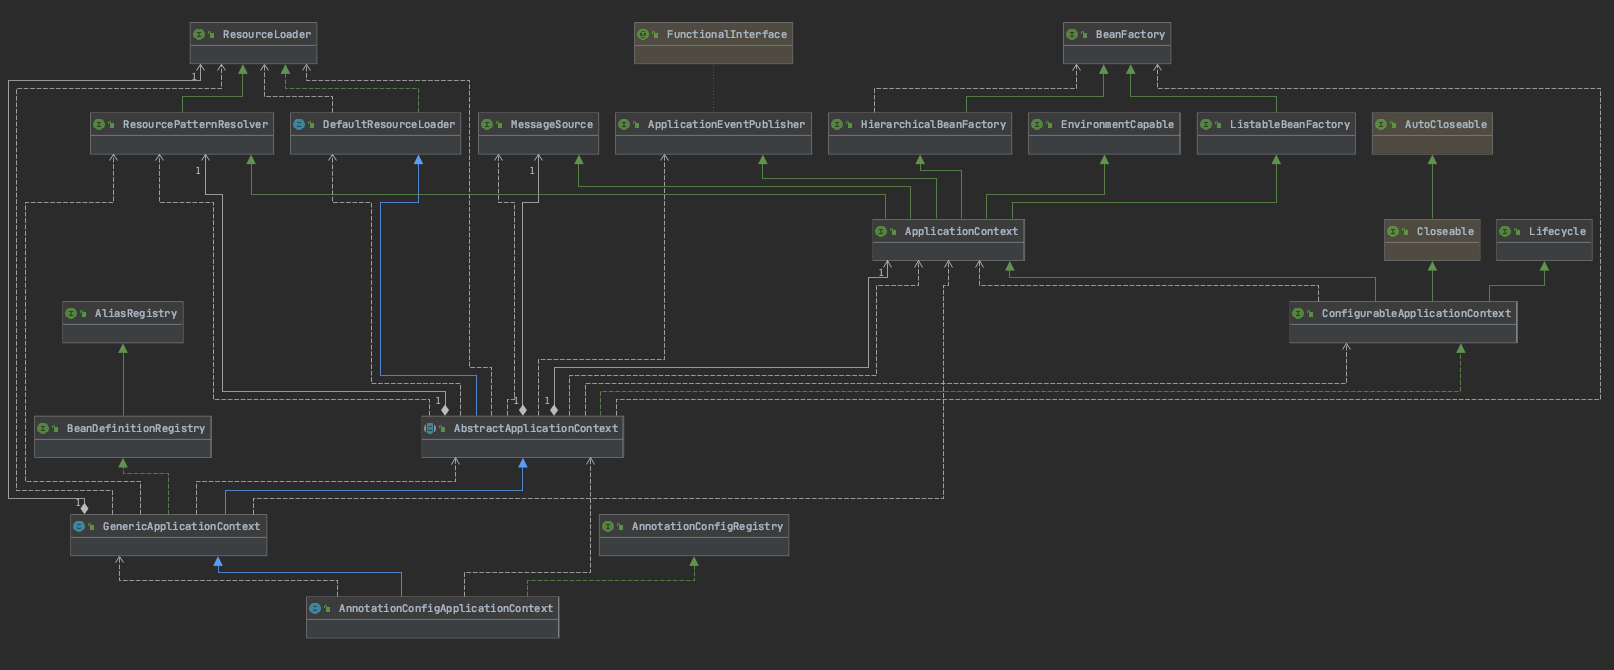 ResourceLoader
FunctionalInterface
BeanFactory
1
ResourcePatternResolver
DefaultResourceLoader
MessageSource
ApplicationEventPublisher
HierarchicalBeanFactory
EnvironmentCapable
ListableBeanFactory
AutoCloseable
1
1
ApplicationContext
Closeable
Lifecycle
1
AliasRegistry
ConfigurableApplicationContext
1
1
1
BeanDefinitionRegistry
AbstractApplicationContext
1
GenericApplicationContext
AnnotationConfigRegistry
AnnotationConfigApplicationContext